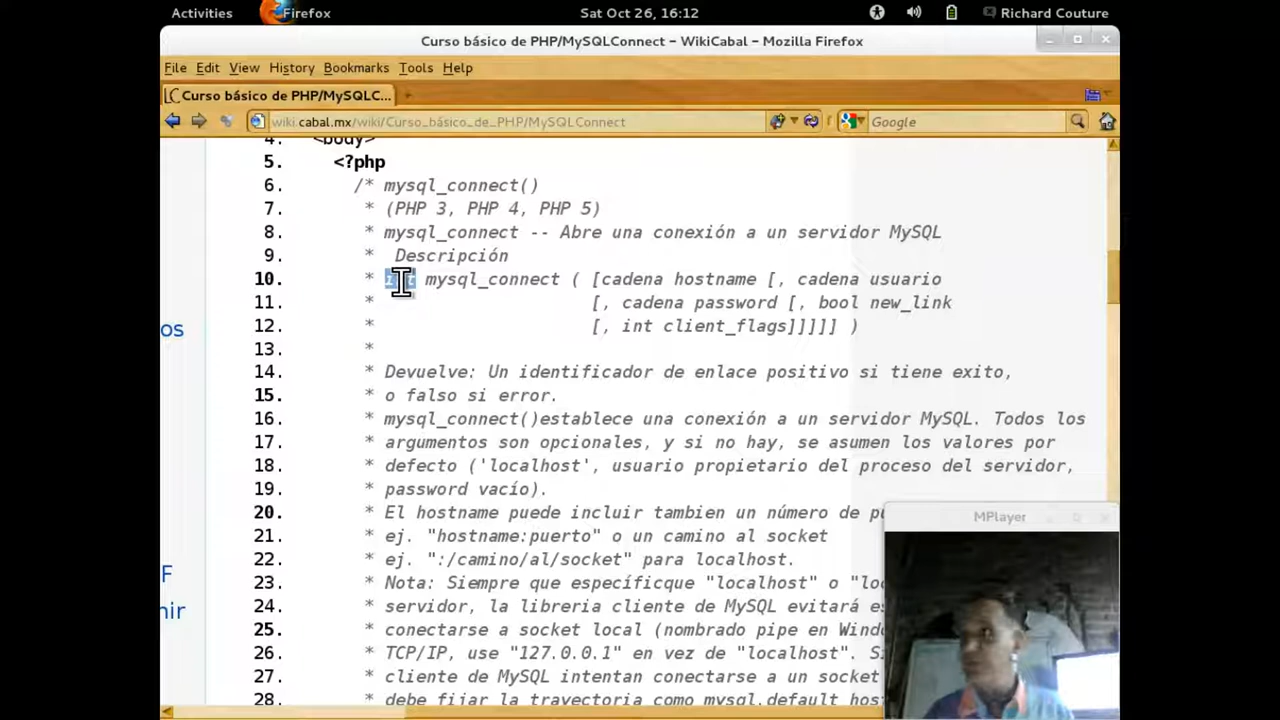 Activities Firefox Sat Oct 26, 16:12 Richard Couture
Curso básico de PHP/MySQLConnect – WikiCabal – Mozilla Firefox
File Edit View History Bookmarks Tools Help
Curso básico de PHP/MySQLC...
wiki.cabal.mx/wiki/Curso_básico_de_PHP/MySQLConnect Google
4. <body>
5. <?php
6. /* mysql_connect()
7. * (PHP 3, PHP 4, PHP 5)
8. * mysql_connect -- Abre una conexión a un servidor MySQL
9. * Descripción
10. * int mysql_connect ( [cadena hostname [, cadena usuario
11. * [, cadena password [, bool new_link
12. * [, int client_flags]]]]] )
13. *
14. * Devuelve: Un identificador de enlace positivo si tiene exito,
15. * o falso si error.
16. * mysql_connect()establece una conexión a un servidor MySQL. Todos los
17. * argumentos son opcionales, y si no hay, se asumen los valores por
18. * defecto ('localhost', usuario propietario del proceso del servidor,
19. * password vacío).
20. * El hostname puede incluir tambien un número de
21. * ej. "hostname:puerto" o un camino al socket
22. * ej. ":/camino/al/socket" para localhost.
23. * Nota: Siempre que específicque "localhost" o
24. * servidor, la libreria cliente de MySQL evitará
25. * conectarse a socket local (nombrado pipe en
26. * TCP/IP, use "127.0.0.1" en vez de "localhost".
27. * cliente de MySQL intentan conectarse a un socket
28. * debe fijar la trayectoria como
os
F
nir
MPlayer